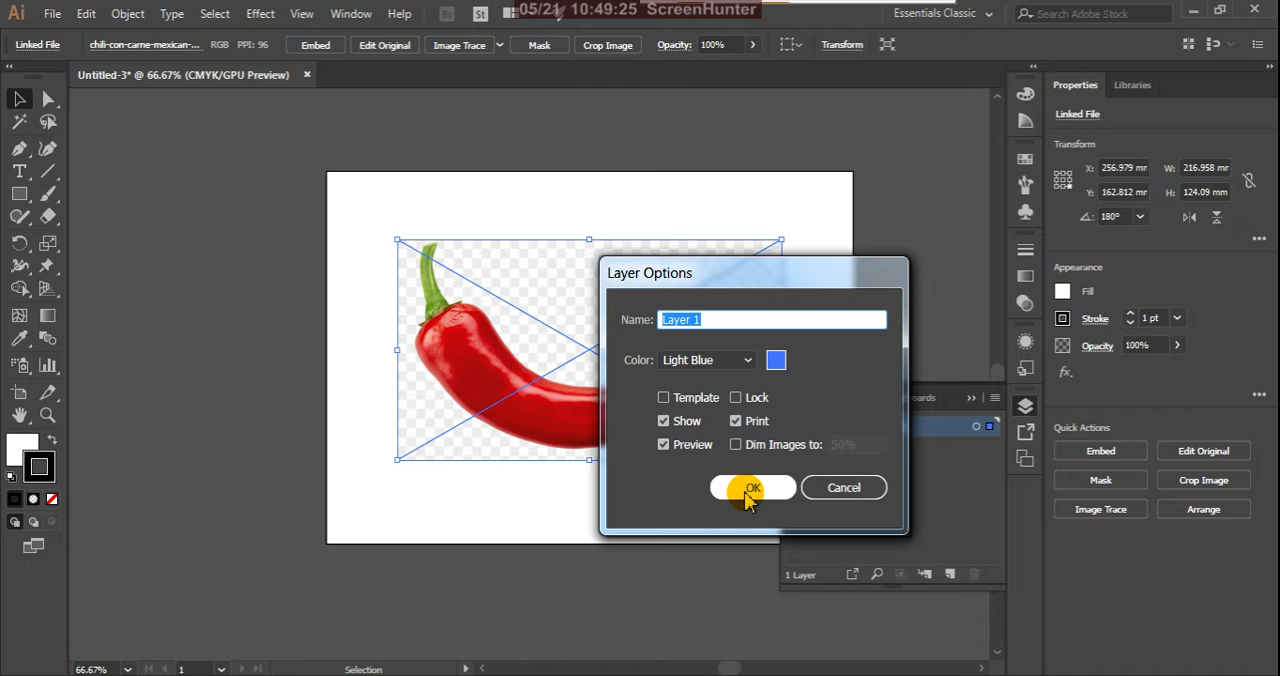 05/21 10:49:25 ScreenHunter
Ai File Edit Object Type Select Effect View Window Help Br St Essentials Classic Search Adobe Stock
Linked File chili-con-carne-mexican-... RGB PPI: 96 Embed Edit Original Image Trace Mask Crop Image Opacity: 100% Transform
Untitled-3* @ 66.67% (CMYK/GPU Preview)
Properties Libraries
Linked File
Transform
X: 256.979 mm W: 216.958 mm
Y: 162.812 mm H: 124.09 mm
180°
Appearance
Fill
Stroke 1 pt
Opacity 100%
fx.
Layer Options
Name: Layer 1
Color: Light Blue
Template Lock
Show Print
Preview Dim Images to: 50%
OK Cancel
Quick Actions
Embed Edit Original
Mask Crop Image
Image Trace Arrange
1 Layer
66.67% 1 Selection